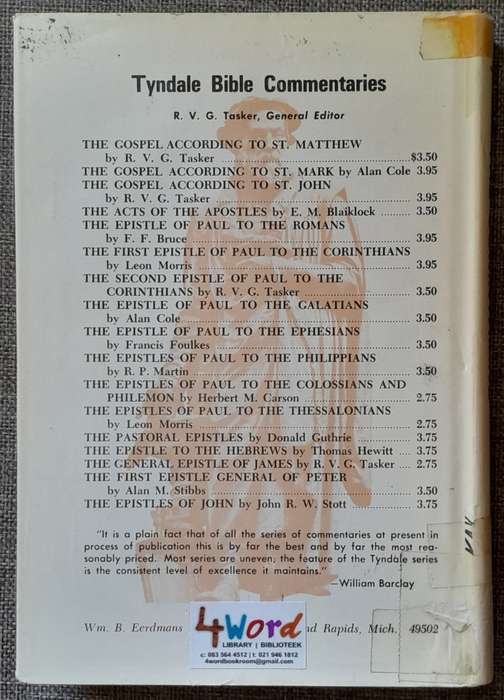 Tyndale Bible Commentaries
R. V. G. Tasker, General Editor
THE GOSPEL ACCORDING TO ST. MATTHEW
by R. V. G. Tasker ........ $3.50
THE GOSPEL ACCORDING TO ST. MARK by Alan Cole 3.95
THE GOSPEL ACCORDING TO ST. JOHN
by R. V. G. Tasker ........ 3.95
THE ACTS OF THE APOSTLES by E. M. Blaiklock ........ 3.50
THE EPISTLE OF PAUL TO THE ROMANS
by F. F. Bruce ........ 3.95
THE FIRST EPISTLE OF PAUL TO THE CORINTHIANS
by Leon Morris ........ 3.95
THE SECOND EPISTLE OF PAUL TO THE
CORINTHIANS by R. V. G. Tasker ........ 3.50
THE EPISTLE OF PAUL TO THE GALATIANS
by Alan Cole ........ 3.50
THE EPISTLE OF PAUL TO THE EPHESIANS
by Francis Foulkes ........ 3.50
THE EPISTLES OF PAUL TO THE PHILIPPIANS
by R. P. Martin ........ 3.50
THE EPISTLES OF PAUL TO THE COLOSSIANS AND
PHILEMON by Herbert M. Carson ........ 2.75
THE EPISTLES OF PAUL TO THE THESSALONIANS
by Leon Morris ........ 2.75
THE PASTORAL EPISTLES by Donald Guthrie ..... 3.75
THE EPISTLE TO THE HEBREWS by Thomas Hewitt .... 3.75
THE GENERAL EPISTLE OF JAMES by R. V. G. Tasker .... 2.75
THE FIRST EPISTLE GENERAL OF PETER
by Alan M. Stibbs ........ 3.50
THE EPISTLES OF JOHN by John R. W. Stott ........ 3.75
"It is a plain fact that of all the series of commentaries at present in
process of publication this is by far the best and by far the most rea-
sonably priced. Most series are uneven; the feature of the Tyndale series
is the consistent level of excellence it maintains."
—William Barclay
Wm. B. Eerdmans nd Rapids, Mich. 49502
4Word
LIBRARY | BIBLIOTEEK
c: 083 564 4512 | t: 021 946 1812
4wordbookroom@gmail.com